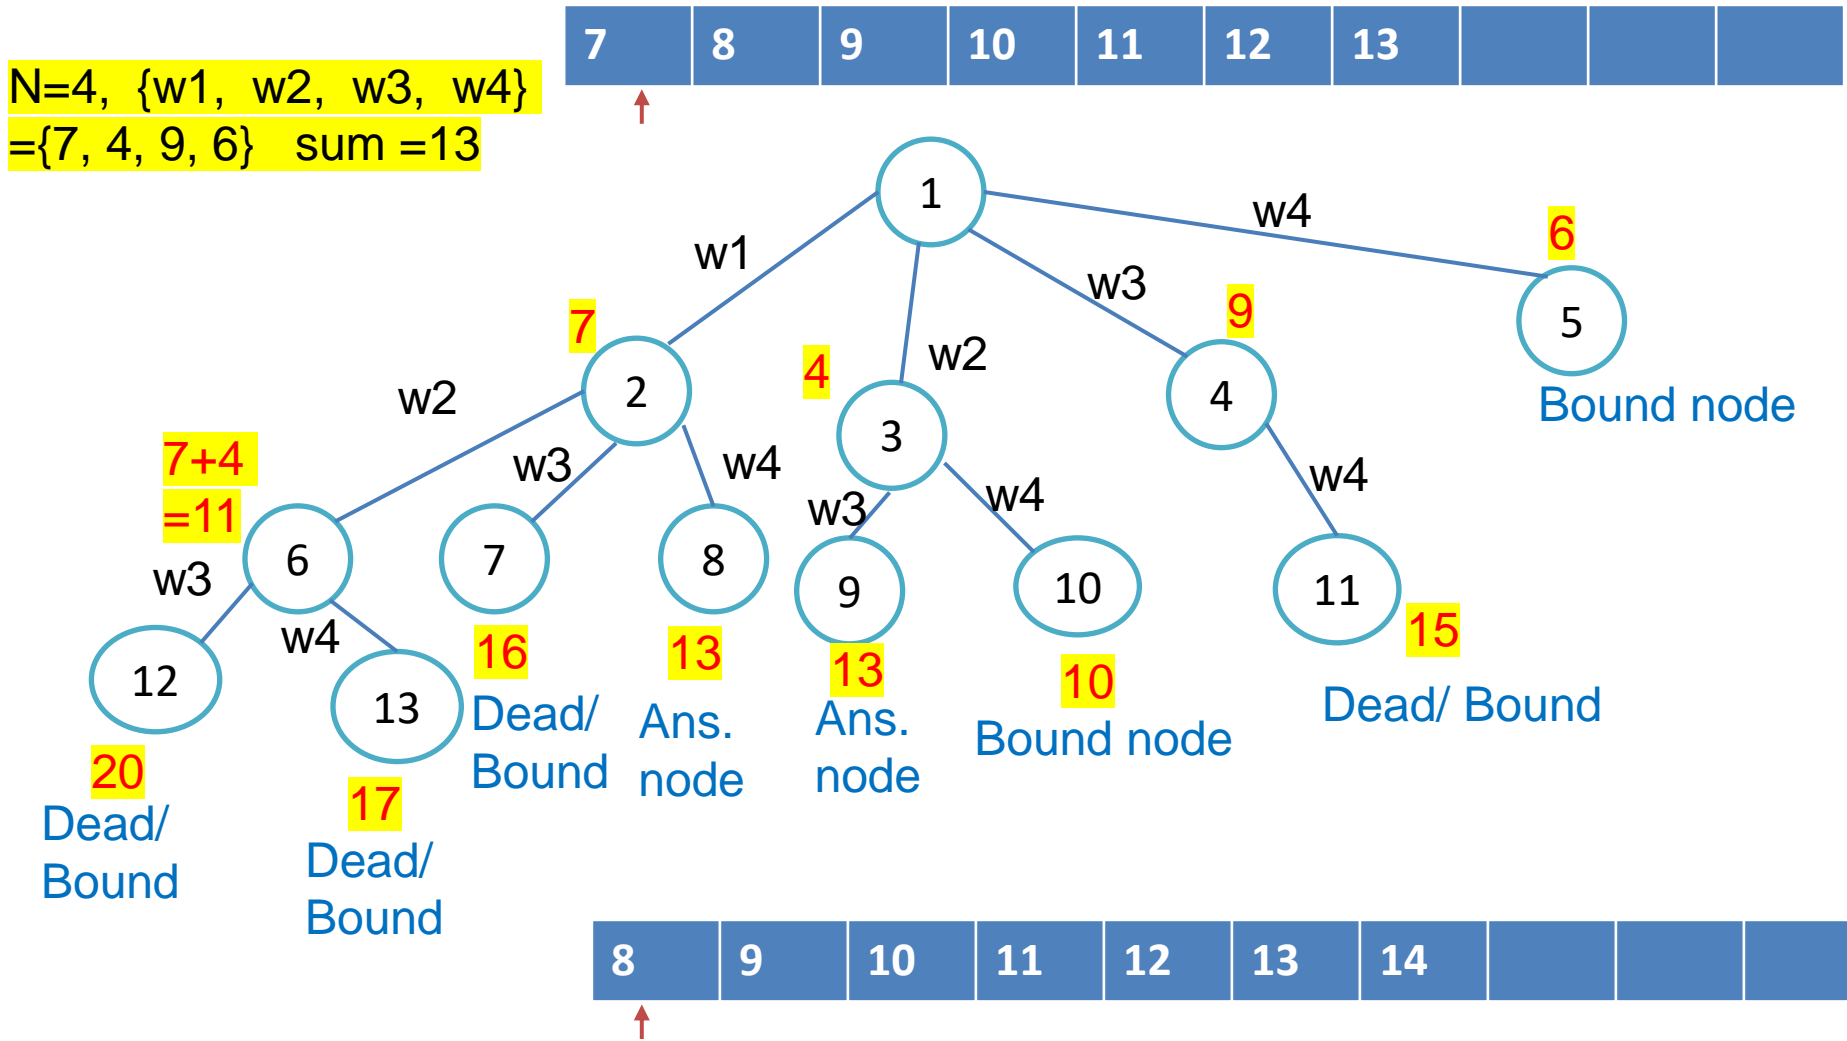 7 8 9 10 11 12 13
N=4, {w1, w2, w3, w4}
={7, 4, 9, 6} sum =13
1
w1
w2
w3
w4
7
4
9
6
2
3
4
5
Bound node
w2
w3
w4
w3
w4
w4
7+4
=11
6
7
8
9
10
11
w3
w4
16
13
13
10
15
Dead/
Bound
Ans.
node
Ans.
node
Bound node
Dead/ Bound
12
13
20
17
Dead/
Bound
Dead/
Bound
8 9 10 11 12 13 14